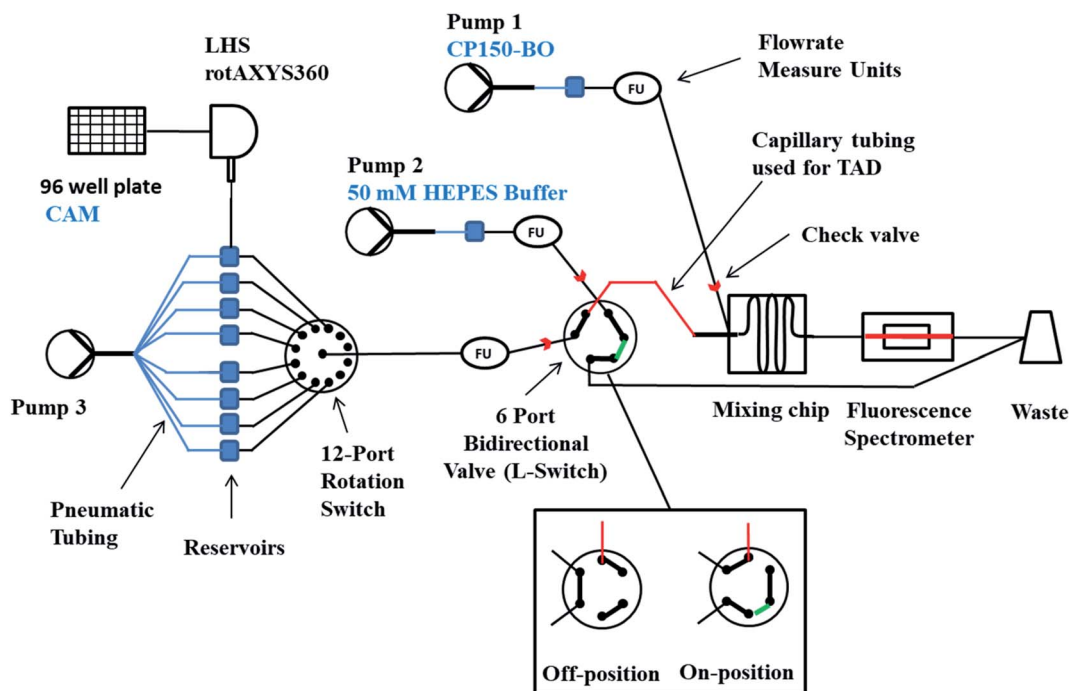 Pump 1
CP150-BO
LHS
rotAXYS360
Flowrate
Measure Units
FU
96 well plate
CAM
Pump 2
50 mM HEPES Buffer
FU
Capillary tubing
used for TAD
Check valve
Pump 3
FU
Pneumatic
Tubing
Reservoirs
12-Port
Rotation
Switch
6 Port
Bidirectional
Valve (L-Switch)
Mixing chip
Fluorescence
Spectrometer
Waste
Off-position
On-position